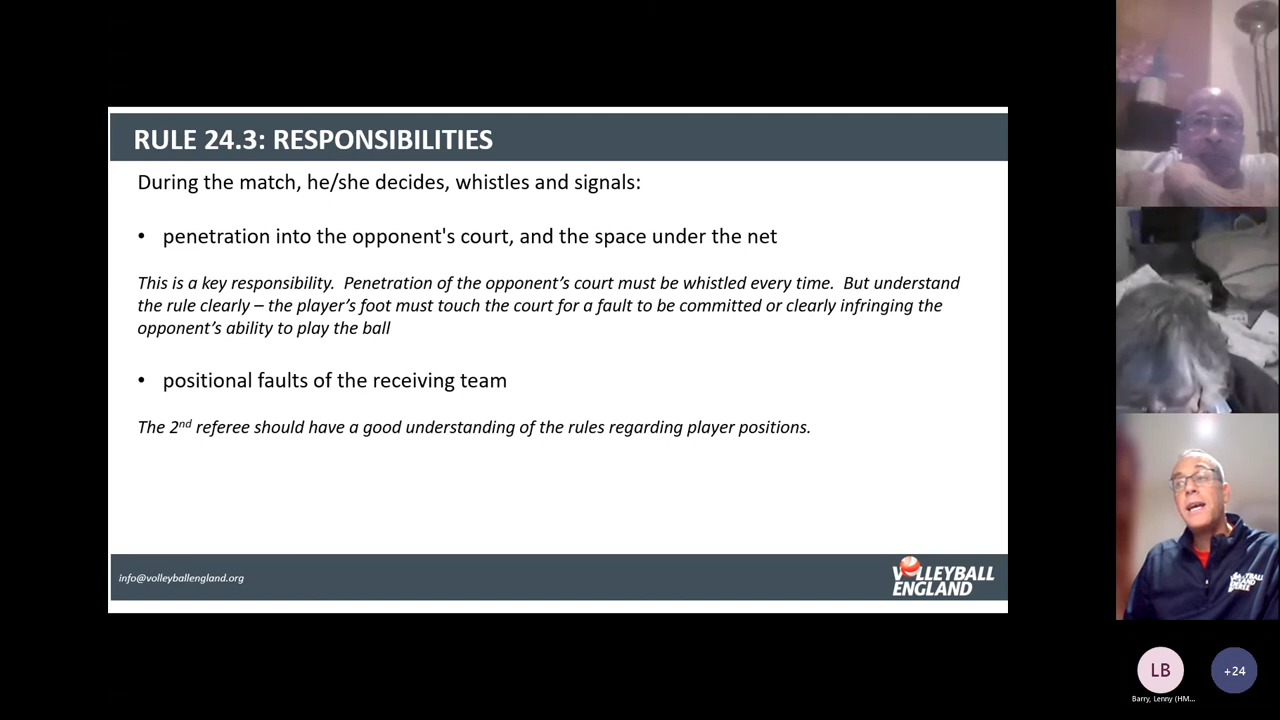 RULE 24.3: RESPONSIBILITIES
During the match, he/she decides, whistles and signals:
• penetration into the opponent's court, and the space under the net
This is a key responsibility. Penetration of the opponent’s court must be whistled every time. But understand
the rule clearly – the player’s foot must touch the court for a fault to be committed or clearly infringing the
opponent’s ability to play the ball
• positional faults of the receiving team
The 2nd referee should have a good understanding of the rules regarding player positions.
info@volleyballengland.org
VOLLEYBALL
ENGLAND
LB
+24
Barry, Lenny (HM...